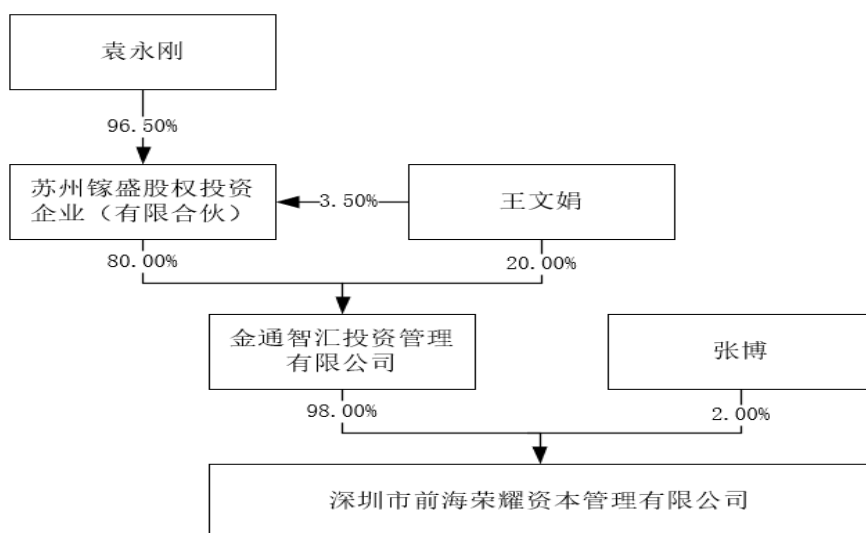 袁永刚
96.50%
苏州镓盛股权投资
企业（有限合伙）
3.50%
王文娟
80.00%
20.00%
金通智汇投资管理
有限公司
张博
98.00%
2.00%
深圳市前海荣耀资本管理有限公司